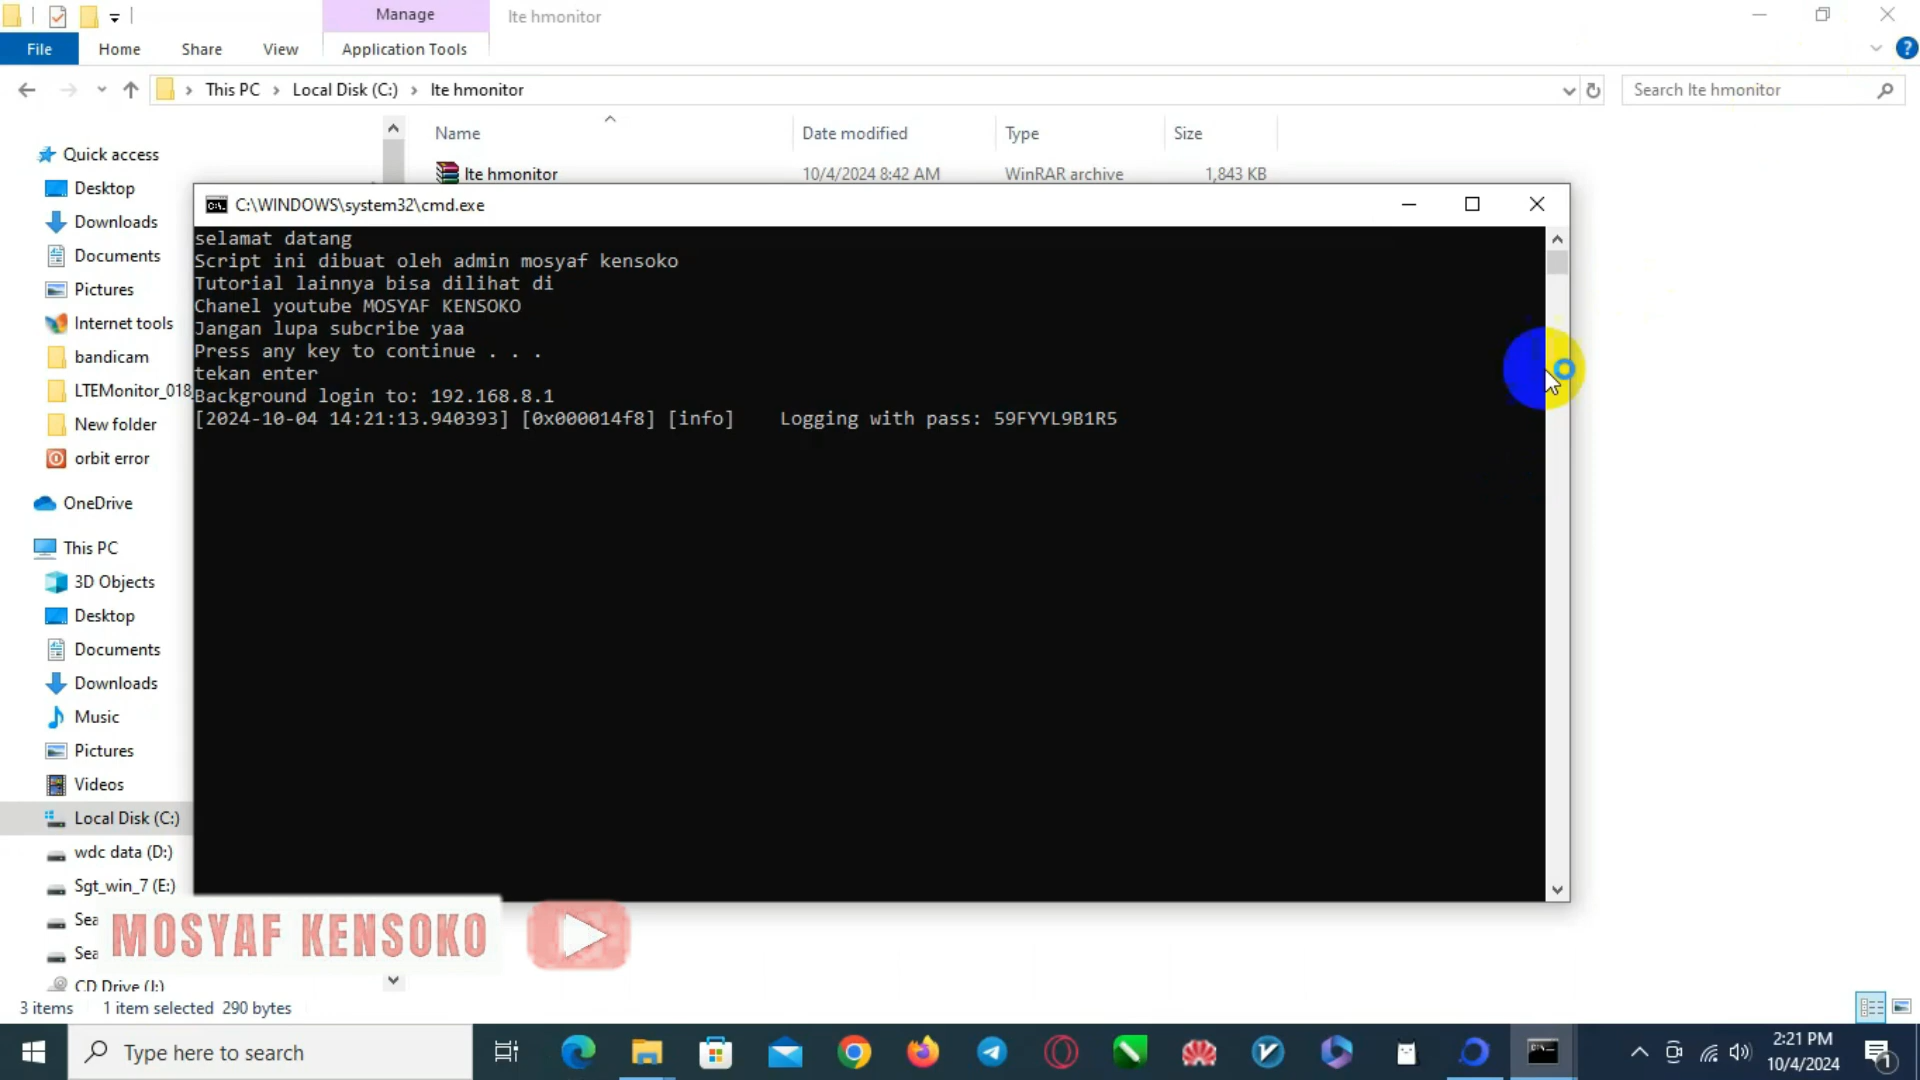 Manage
lte hmonitor
File
Home
Share
View
Application Tools
This PC
Local Disk (C:)
lte hmonitor
Search lte hmonitor
Name
Date modified
Type
Size
lte hmonitor
10/4/2024 8:42 AM
WinRAR archive
1,843 KB
Quick access
Desktop
Downloads
Documents
Pictures
Internet tools
bandicam
LTEMonitor_018
New folder
orbit error
OneDrive
This PC
3D Objects
Desktop
Documents
Downloads
Music
Pictures
Videos
Local Disk (C:)
wdc data (D:)
Sgt_win_7 (E:)
Sea
Sea
CD Drive (I:)
C:\WINDOWS\system32\cmd.exe
selamat datang
Script ini dibuat oleh admin mosyaf kensoko
Tutorial lainnya bisa dilihat di
Chanel youtube MOSYAF KENSOKO
Jangan lupa subcribe yaa
Press any key to continue . . .
tekan enter
Background login to: 192.168.8.1
[2024-10-04 14:21:13.940393] [0x000014f8] [info]    Logging with pass: 59FYYL9B1R5
MOSYAF KENSOKO
3 items
1 item selected 290 bytes
Type here to search
2:21 PM
10/4/2024
1